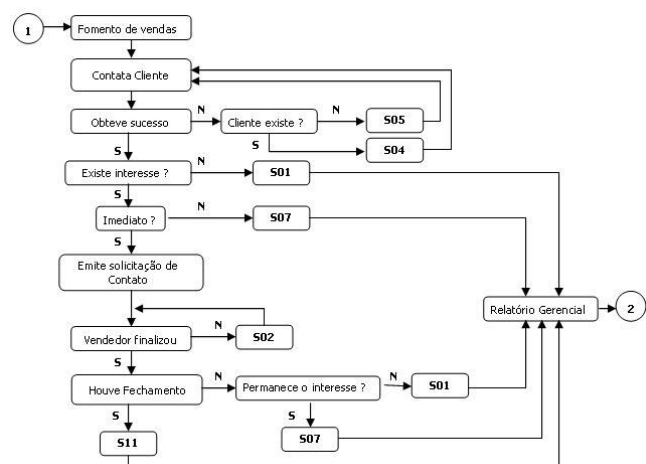 1
Fomento de vendas
Contata Cliente
Obteve sucesso
N
Cliente existe ?
N
S05
S
S
S04
Existe interesse ?
N
S01
S
Imediato ?
N
S07
S
Emite solicitação de
Contato
Relatório Gerencial
2
Vendedor finalizou
N
S02
S
Houve Fechamento
N
Permanece o interesse ?
N
S01
S
S
S11
S07